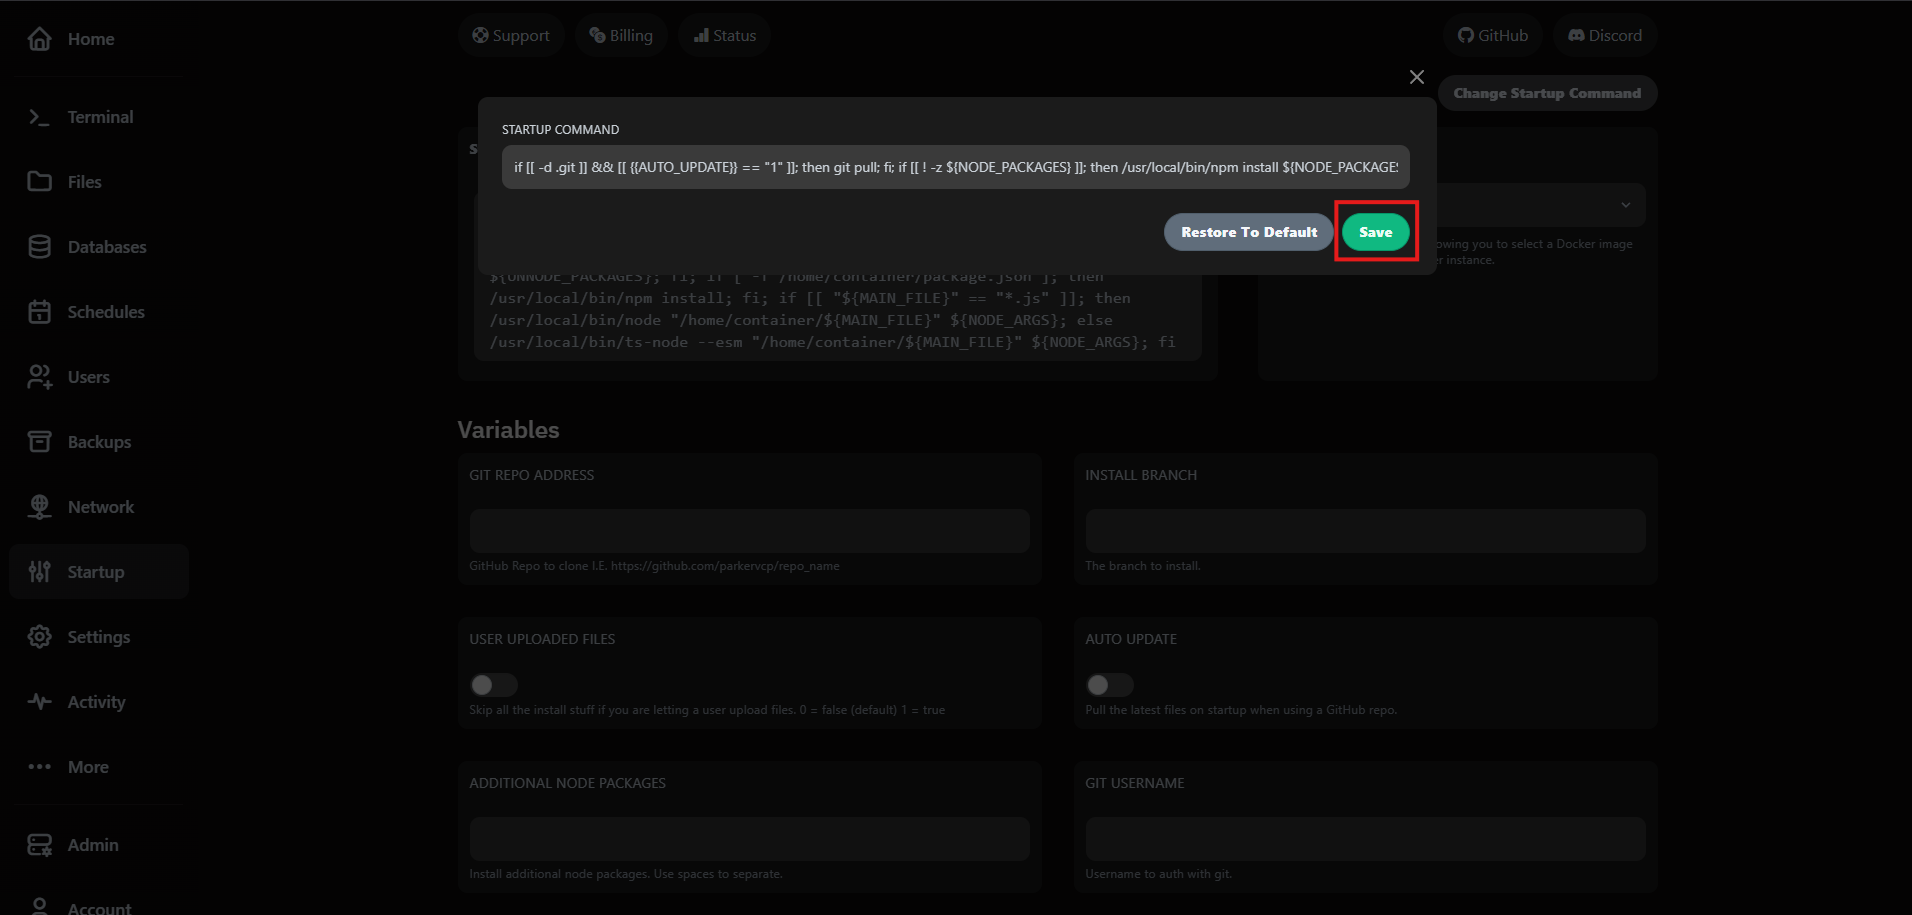 Home
Support
Billing
Status
GitHub
Discord
Change Startup Command
Terminal
STARTUP COMMAND
if [[ -d .git ]] && [[ {{AUTO_UPDATE}} == "1" ]]; then git pull; fi; if [[ ! -z ${NODE_PACKAGES} ]]; then /usr/local/bin/npm install ${NODE_PACKAGES
Files
Restore To Default
Save
Databases
owing you to select a Docker image
er instance.
${UNNODE_PACKAGES}; fi; if [ -f /home/container/package.json ]; then
/usr/local/bin/npm install; fi; if [[ "${MAIN_FILE}" == "*.js" ]]; then
/usr/local/bin/node "/home/container/${MAIN_FILE}" ${NODE_ARGS}; else
/usr/local/bin/ts-node --esm "/home/container/${MAIN_FILE}" ${NODE_ARGS}; fi
Schedules
Users
Backups
Network
Startup
Settings
Activity
More
Admin
Account
Variables
GIT REPO ADDRESS
GitHub Repo to clone I.E. https://github.com/parkervcp/repo_name
INSTALL BRANCH
The branch to install.
USER UPLOADED FILES
Skip all the install stuff if you are letting a user upload files. 0 = false (default) 1 = true
AUTO UPDATE
Pull the latest files on startup when using a GitHub repo.
ADDITIONAL NODE PACKAGES
Install additional node packages. Use spaces to separate.
GIT USERNAME
Username to auth with git.